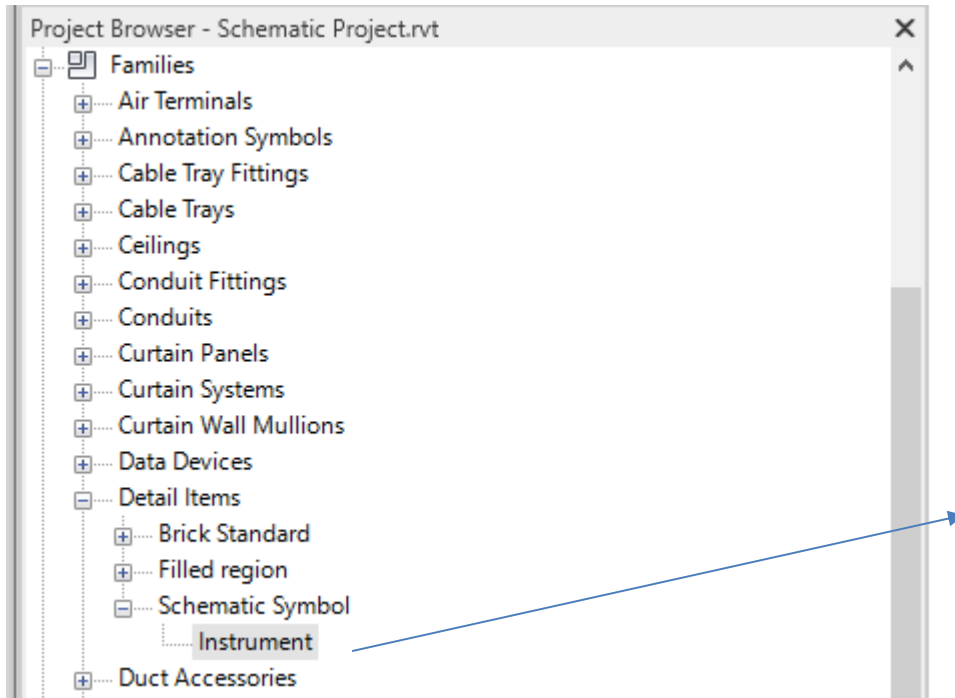 Project Browser - Schematic Project.rvt
Families
Air Terminals
Annotation Symbols
Cable Tray Fittings
Cable Trays
Ceilings
Conduit Fittings
Conduits
Curtain Panels
Curtain Systems
Curtain Wall Mullions
Data Devices
Detail Items
Brick Standard
Filled region
Schematic Symbol
Instrument
Duct Accessories